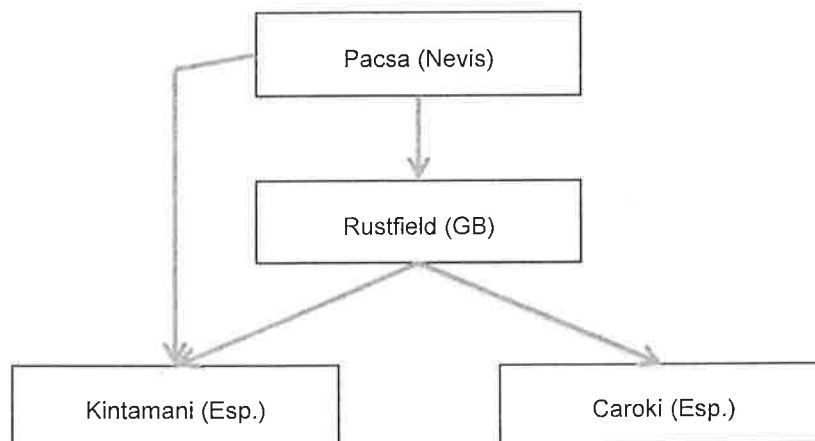 Pacsa (Nevis)
Rustfield (GB)
Kintamani (Esp.)
Caroki (Esp.)